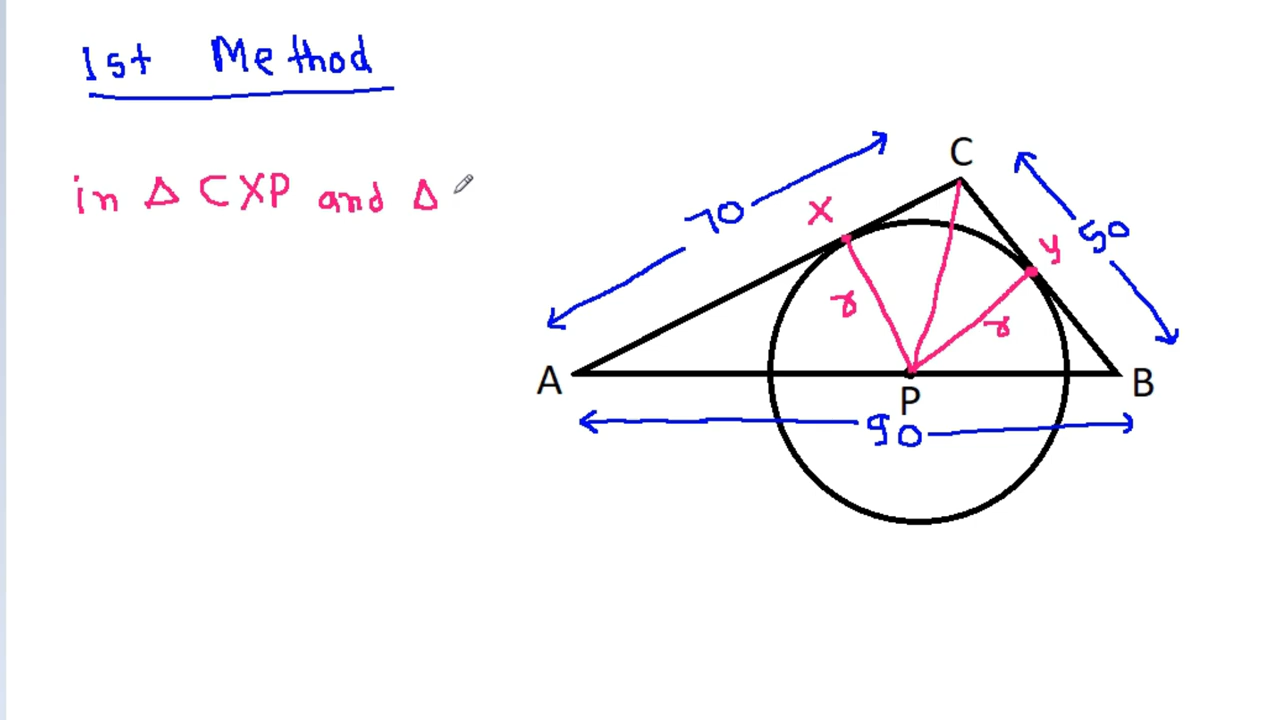 1st Method
in Δ CXP and Δ
C
70
50
X
y
r
r
A
B
P
90